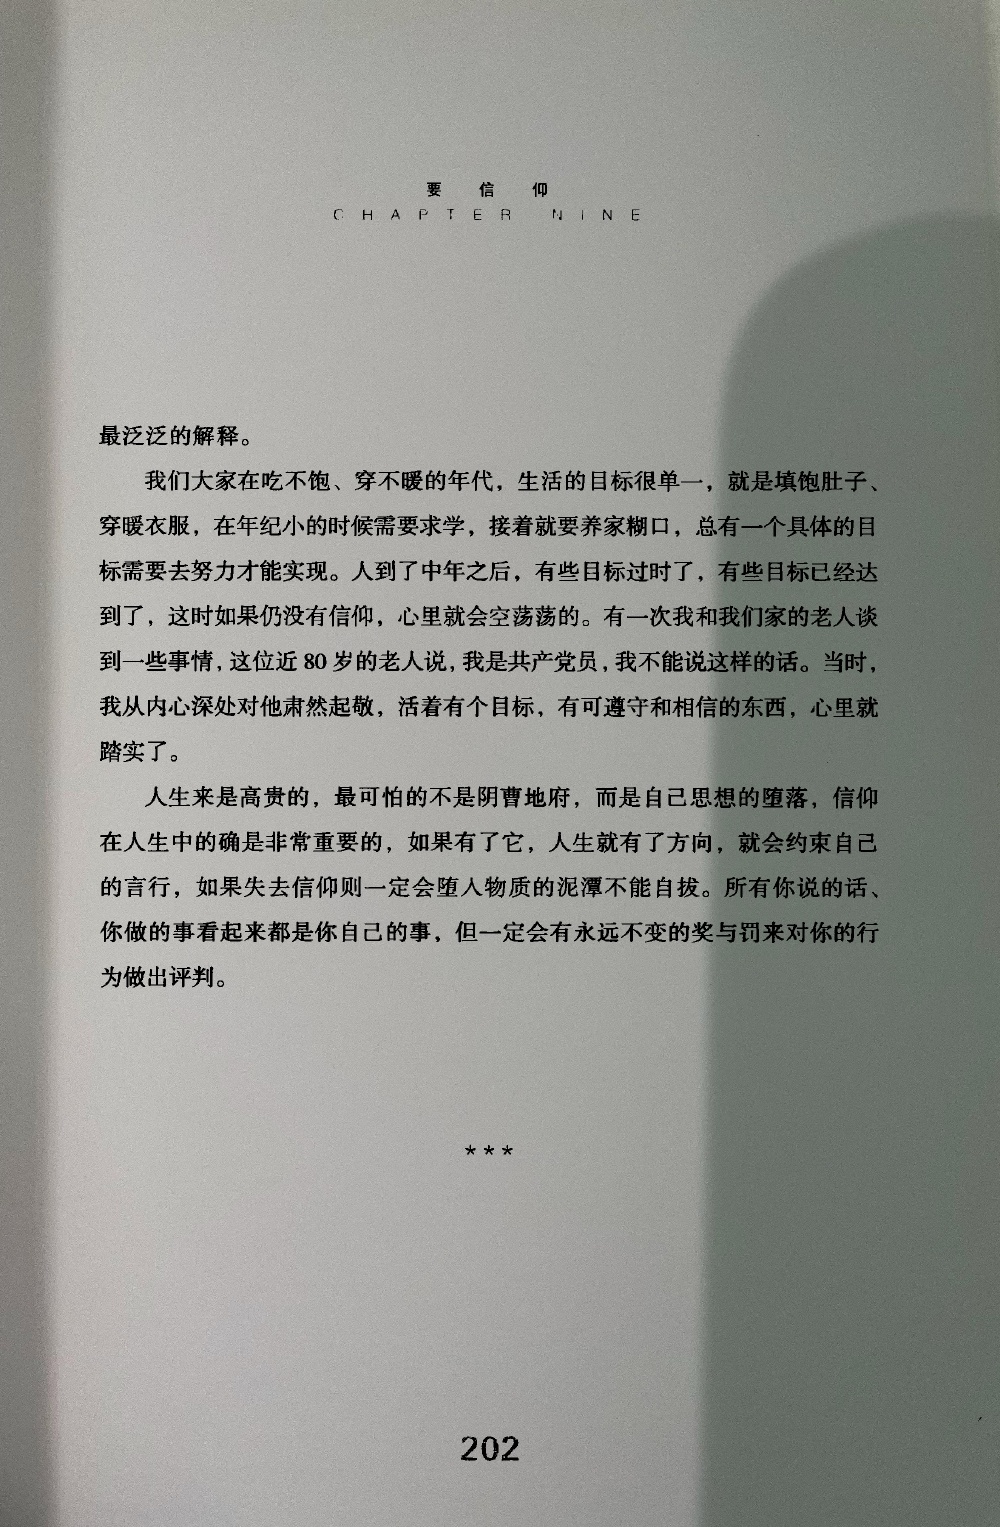 要信仰
CHAPTER NINE
最泛泛的解释。
我们大家在吃不饱、穿不暖的年代，生活的目标很单一，就是填饱肚子、
穿暖衣服，在年纪小的时候需要求学，接着就要养家糊口，总有一个具体的目
标需要去努力才能实现。人到了中年之后，有些目标过时了，有些目标已经达
到了，这时如果仍没有信仰，心里就会空荡荡的。有一次我和我们家的老人谈
到一些事情，这位近80岁的老人说，我是共产党员，我不能说这样的话。当时，
我从内心深处对他肃然起敬，活着有个目标，有可遵守和相信的东西，心里就
踏实了。
人生来是高贵的，最可怕的不是阴曹地府，而是自己思想的堕落，信仰
在人生中的确是非常重要的，如果有了它，人生就有了方向，就会约束自己
的言行，如果失去信仰则一定会堕入物质的泥潭不能自拔。所有你说的话、
你做的事看起来都是你自己的事，但一定会有永远不变的奖与罚来对你的行
为做出评判。
***
202